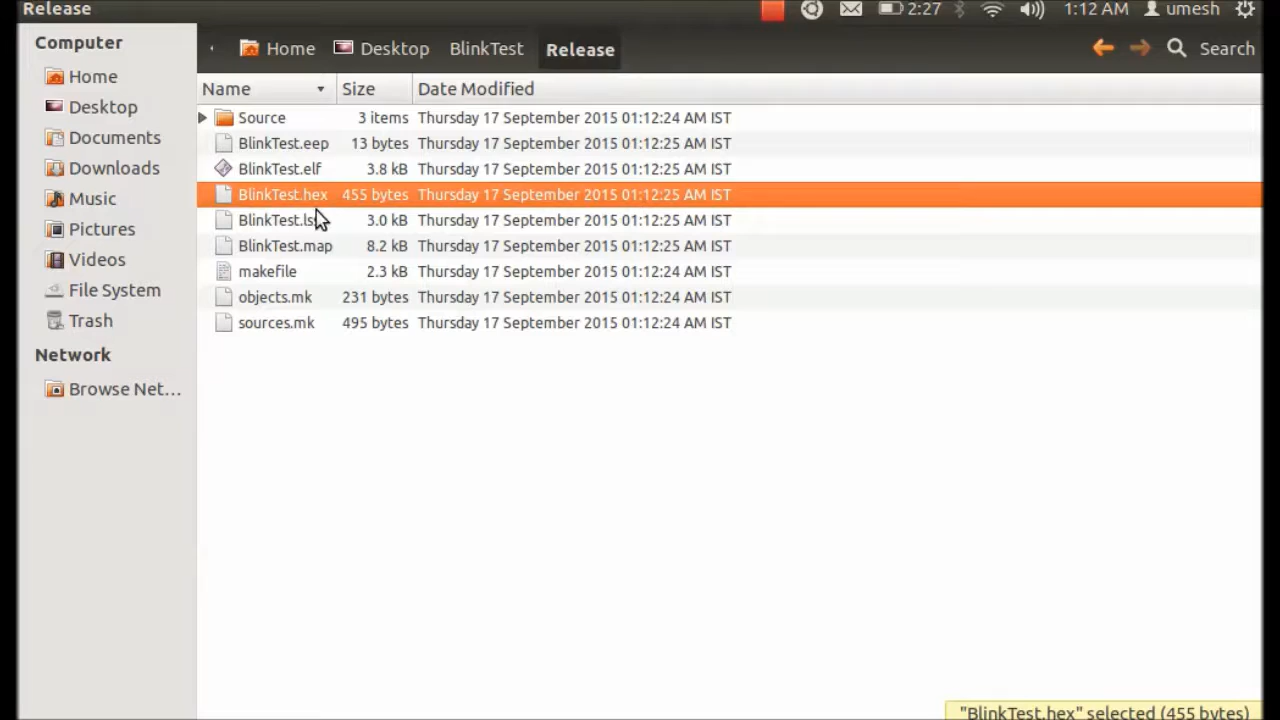 Release
2:27 1:12 AM umesh
Computer
Home
Desktop
Documents
Downloads
Music
Pictures
Videos
File System
Trash
Network
Browse Net...
Home Desktop BlinkTest Release Search
Name Size Date Modified
Source 3 items Thursday 17 September 2015 01:12:24 AM IST
BlinkTest.eep 13 bytes Thursday 17 September 2015 01:12:25 AM IST
BlinkTest.elf 3.8 kB Thursday 17 September 2015 01:12:25 AM IST
BlinkTest.hex 455 bytes Thursday 17 September 2015 01:12:25 AM IST
3.0 kB Thursday 17 September 2015 01:12:25 AM IST
BlinkTest.map 8.2 kB Thursday 17 September 2015 01:12:25 AM IST
makefile 2.3 kB Thursday 17 September 2015 01:12:24 AM IST
objects.mk 231 bytes Thursday 17 September 2015 01:12:24 AM IST
sources.mk 495 bytes Thursday 17 September 2015 01:12:24 AM IST
"BlinkTest.hex" selected (455 bytes)